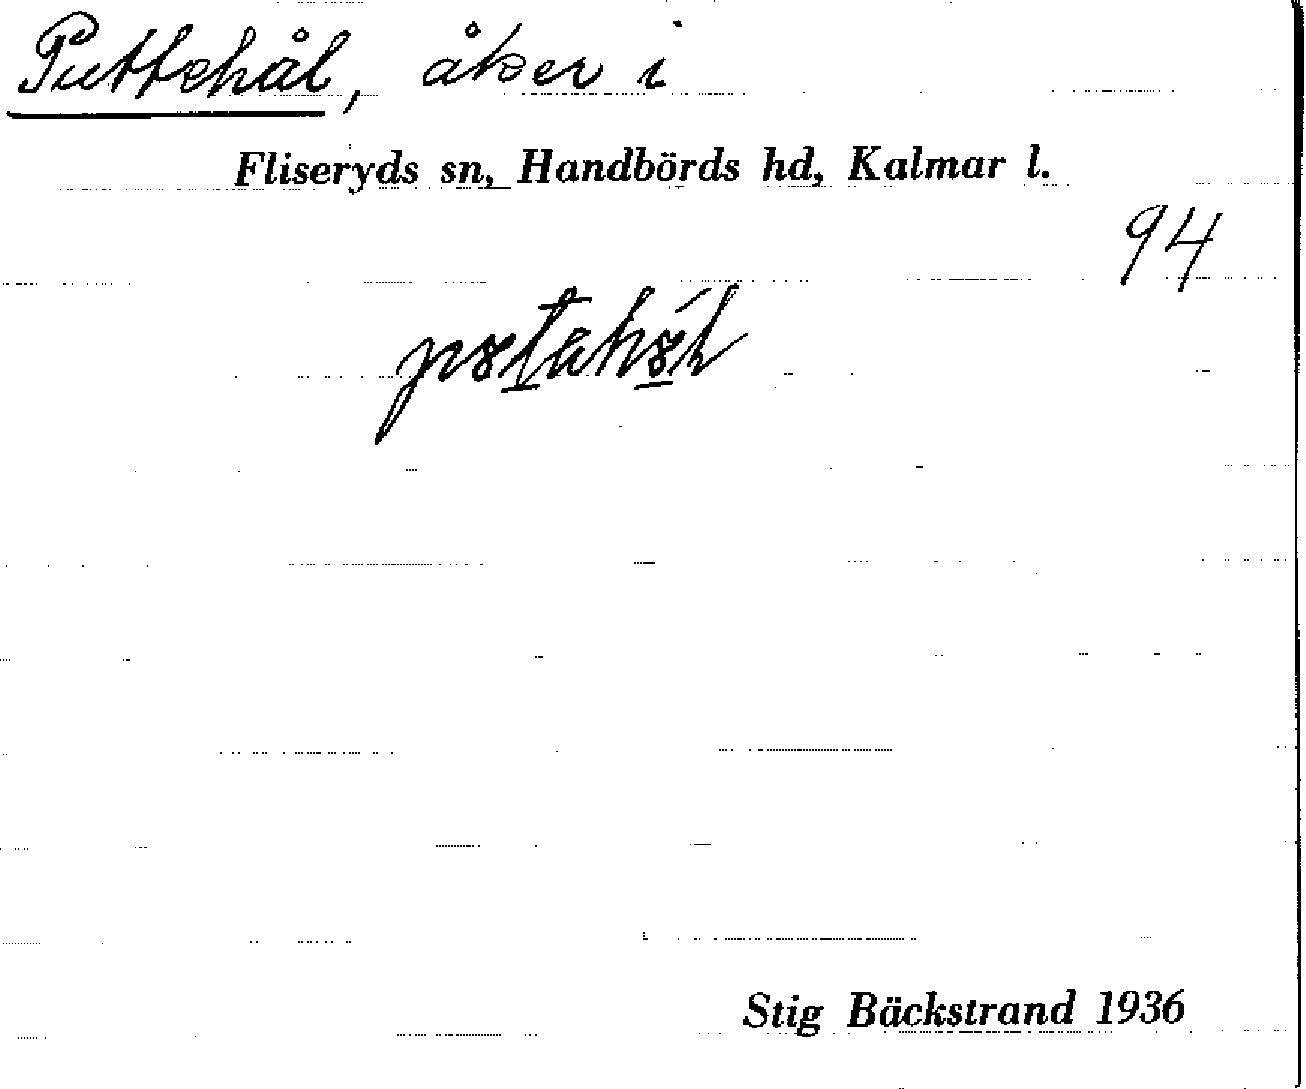 Puttehål, åker i
Fliseryds sn, Handbörds hd, Kalmar l.
94
Stig Bäckstrand 1936